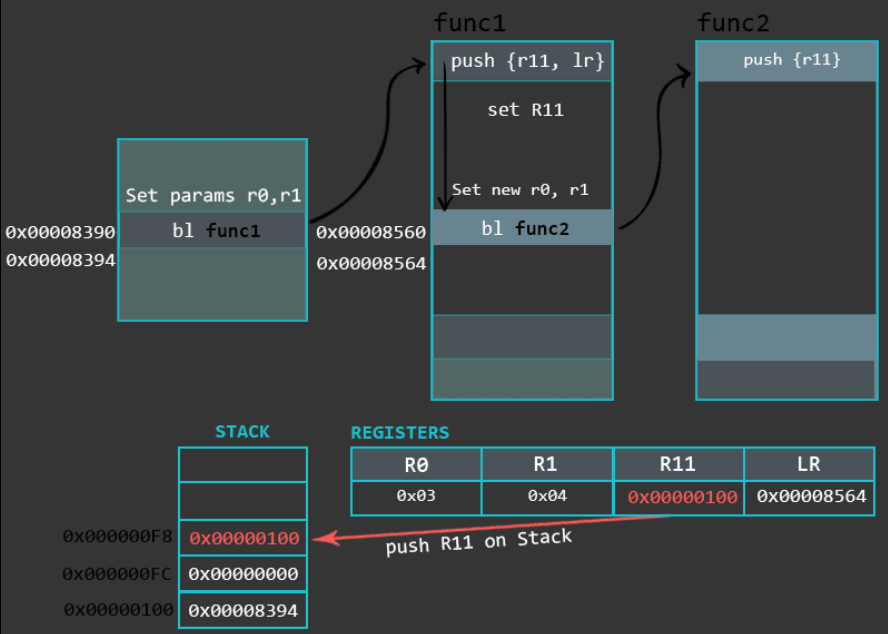 func1
func2
push {r11, lr}
push {r11}
set R11
Set params r0,r1
Set new r0, r1
0x00008390
bl func1
0x00008560
bl func2
0x00008394
0x00008564
STACK
REGISTERS
R0 R1 R11 LR
0x03 0x04 0x00000100 0x00008564
0x000000F8 0x00000100
push R11 on Stack
0x000000FC 0x00000000
0x00000100 0x00008394